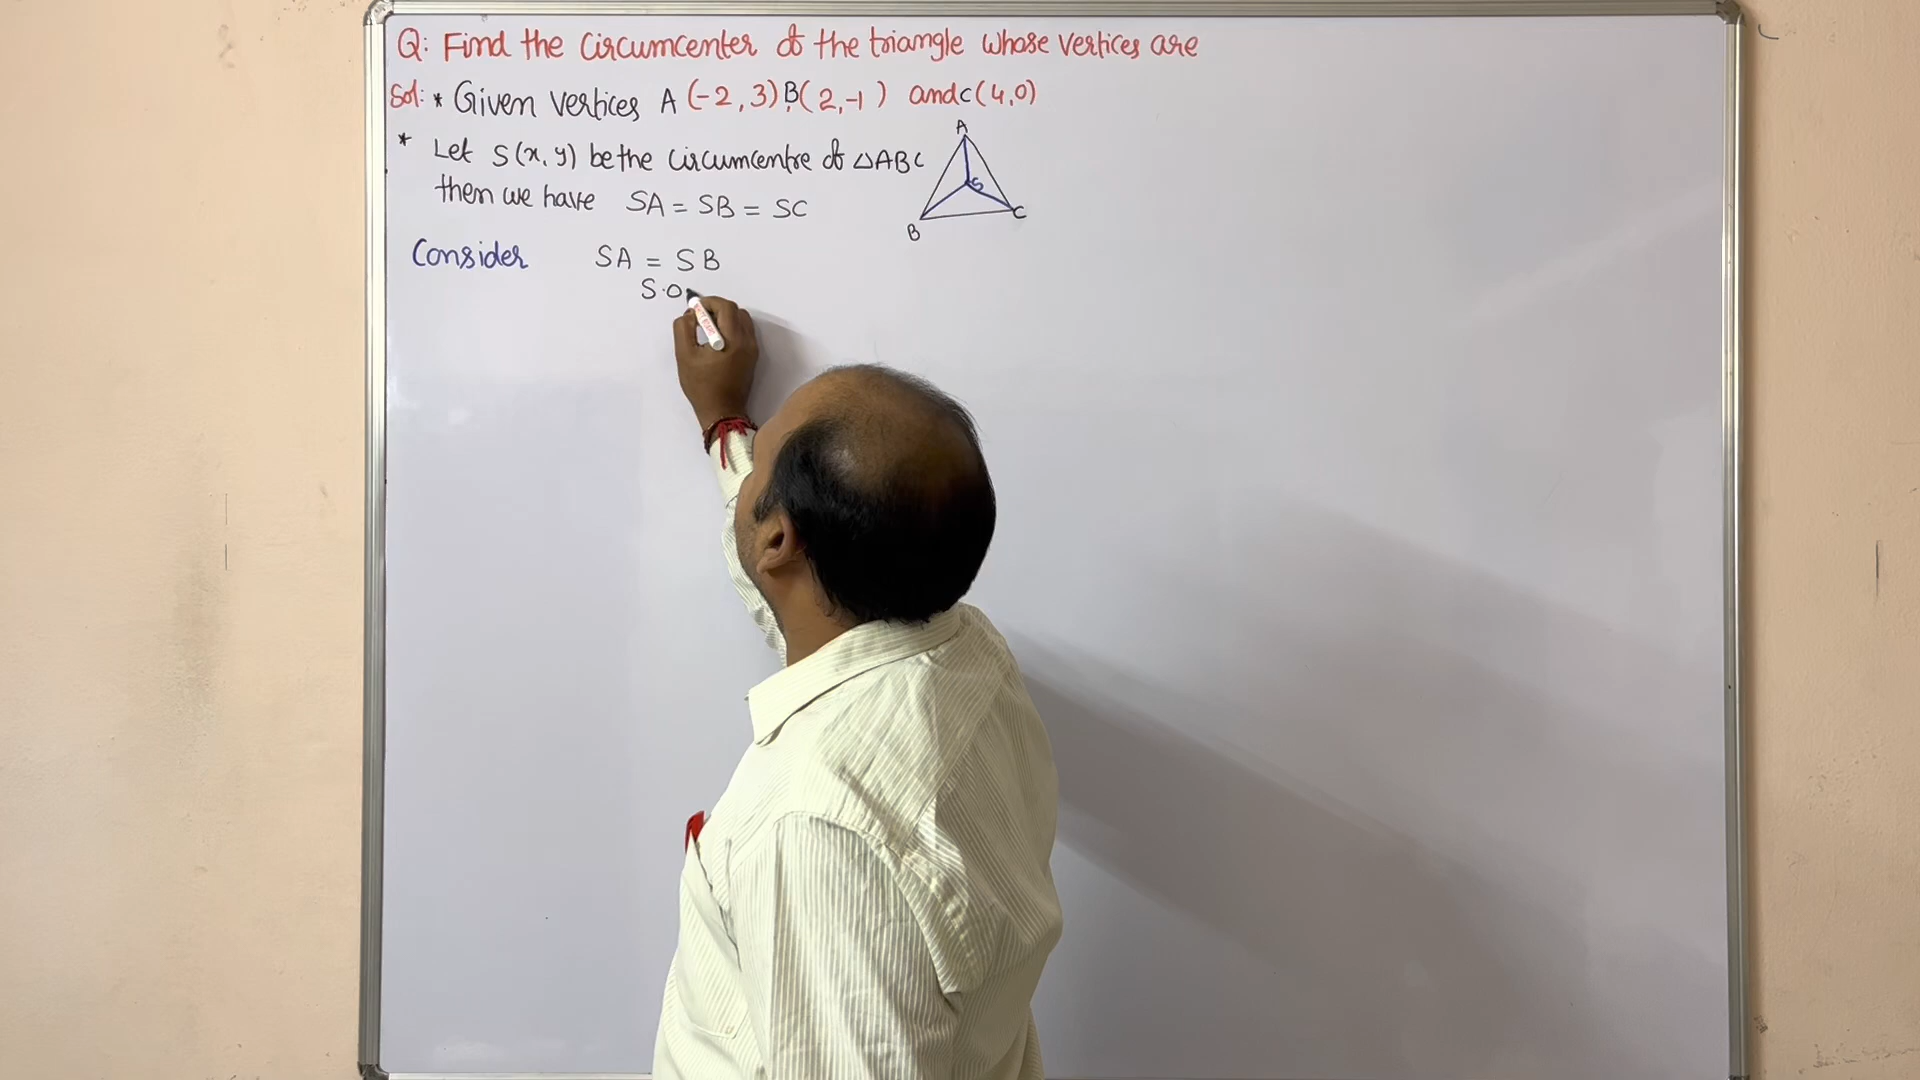 Q: Find the Circumcenter of the triangle whose vertices are
Sol: * Given vertices A (-2, 3) B(2,-1) and C(4,0)
* Let S(x, y) be the circumcentre of △ABC
then we have SA = SB = SC
A
S
B
C
Consider SA = SB
S.O